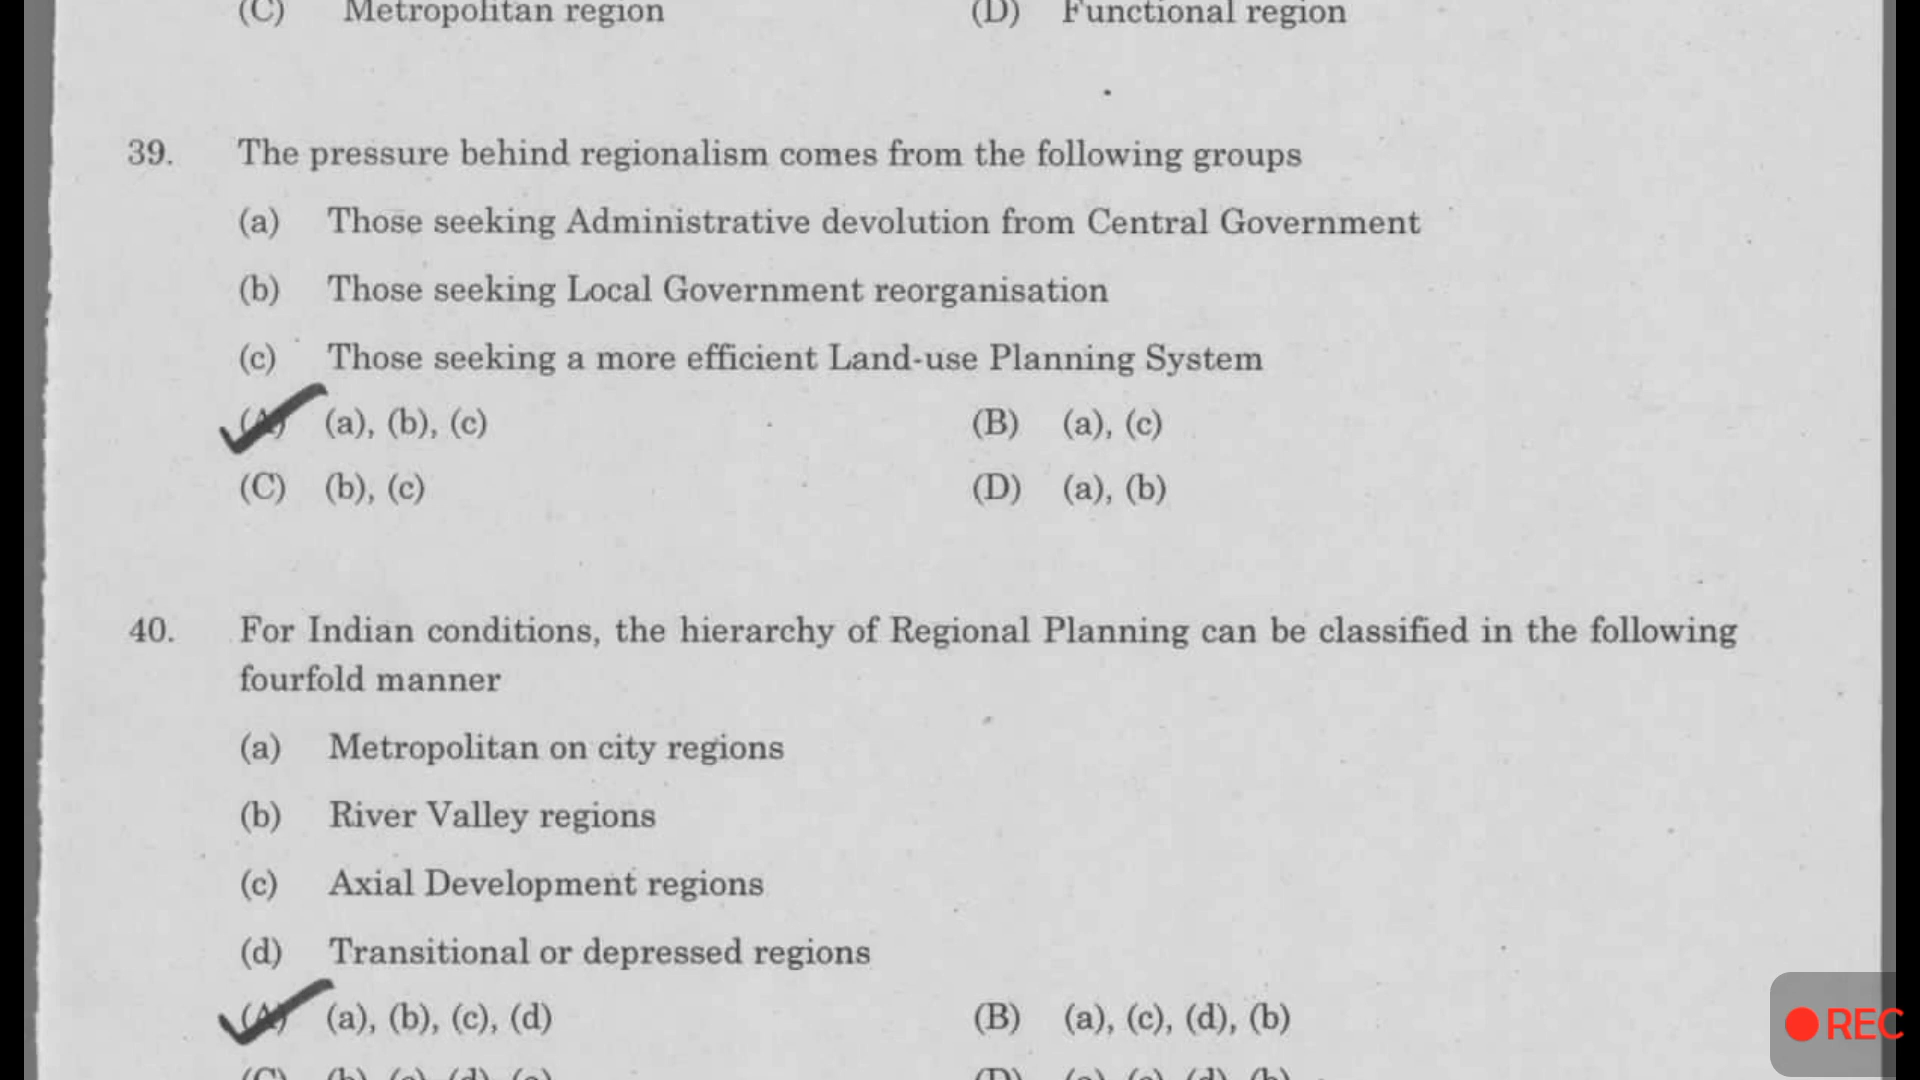 (C) Metropolitan region (D) Functional region
39. The pressure behind regionalism comes from the following groups
(a) Those seeking Administrative devolution from Central Government
(b) Those seeking Local Government reorganisation
(c) Those seeking a more efficient Land-use Planning System
(A) (a), (b), (c) (B) (a), (c)
(C) (b), (c) (D) (a), (b)
40. For Indian conditions, the hierarchy of Regional Planning can be classified in the following
fourfold manner
(a) Metropolitan on city regions
(b) River Valley regions
(c) Axial Development regions
(d) Transitional or depressed regions
(A) (a), (b), (c), (d) (B) (a), (c), (d), (b)
REC